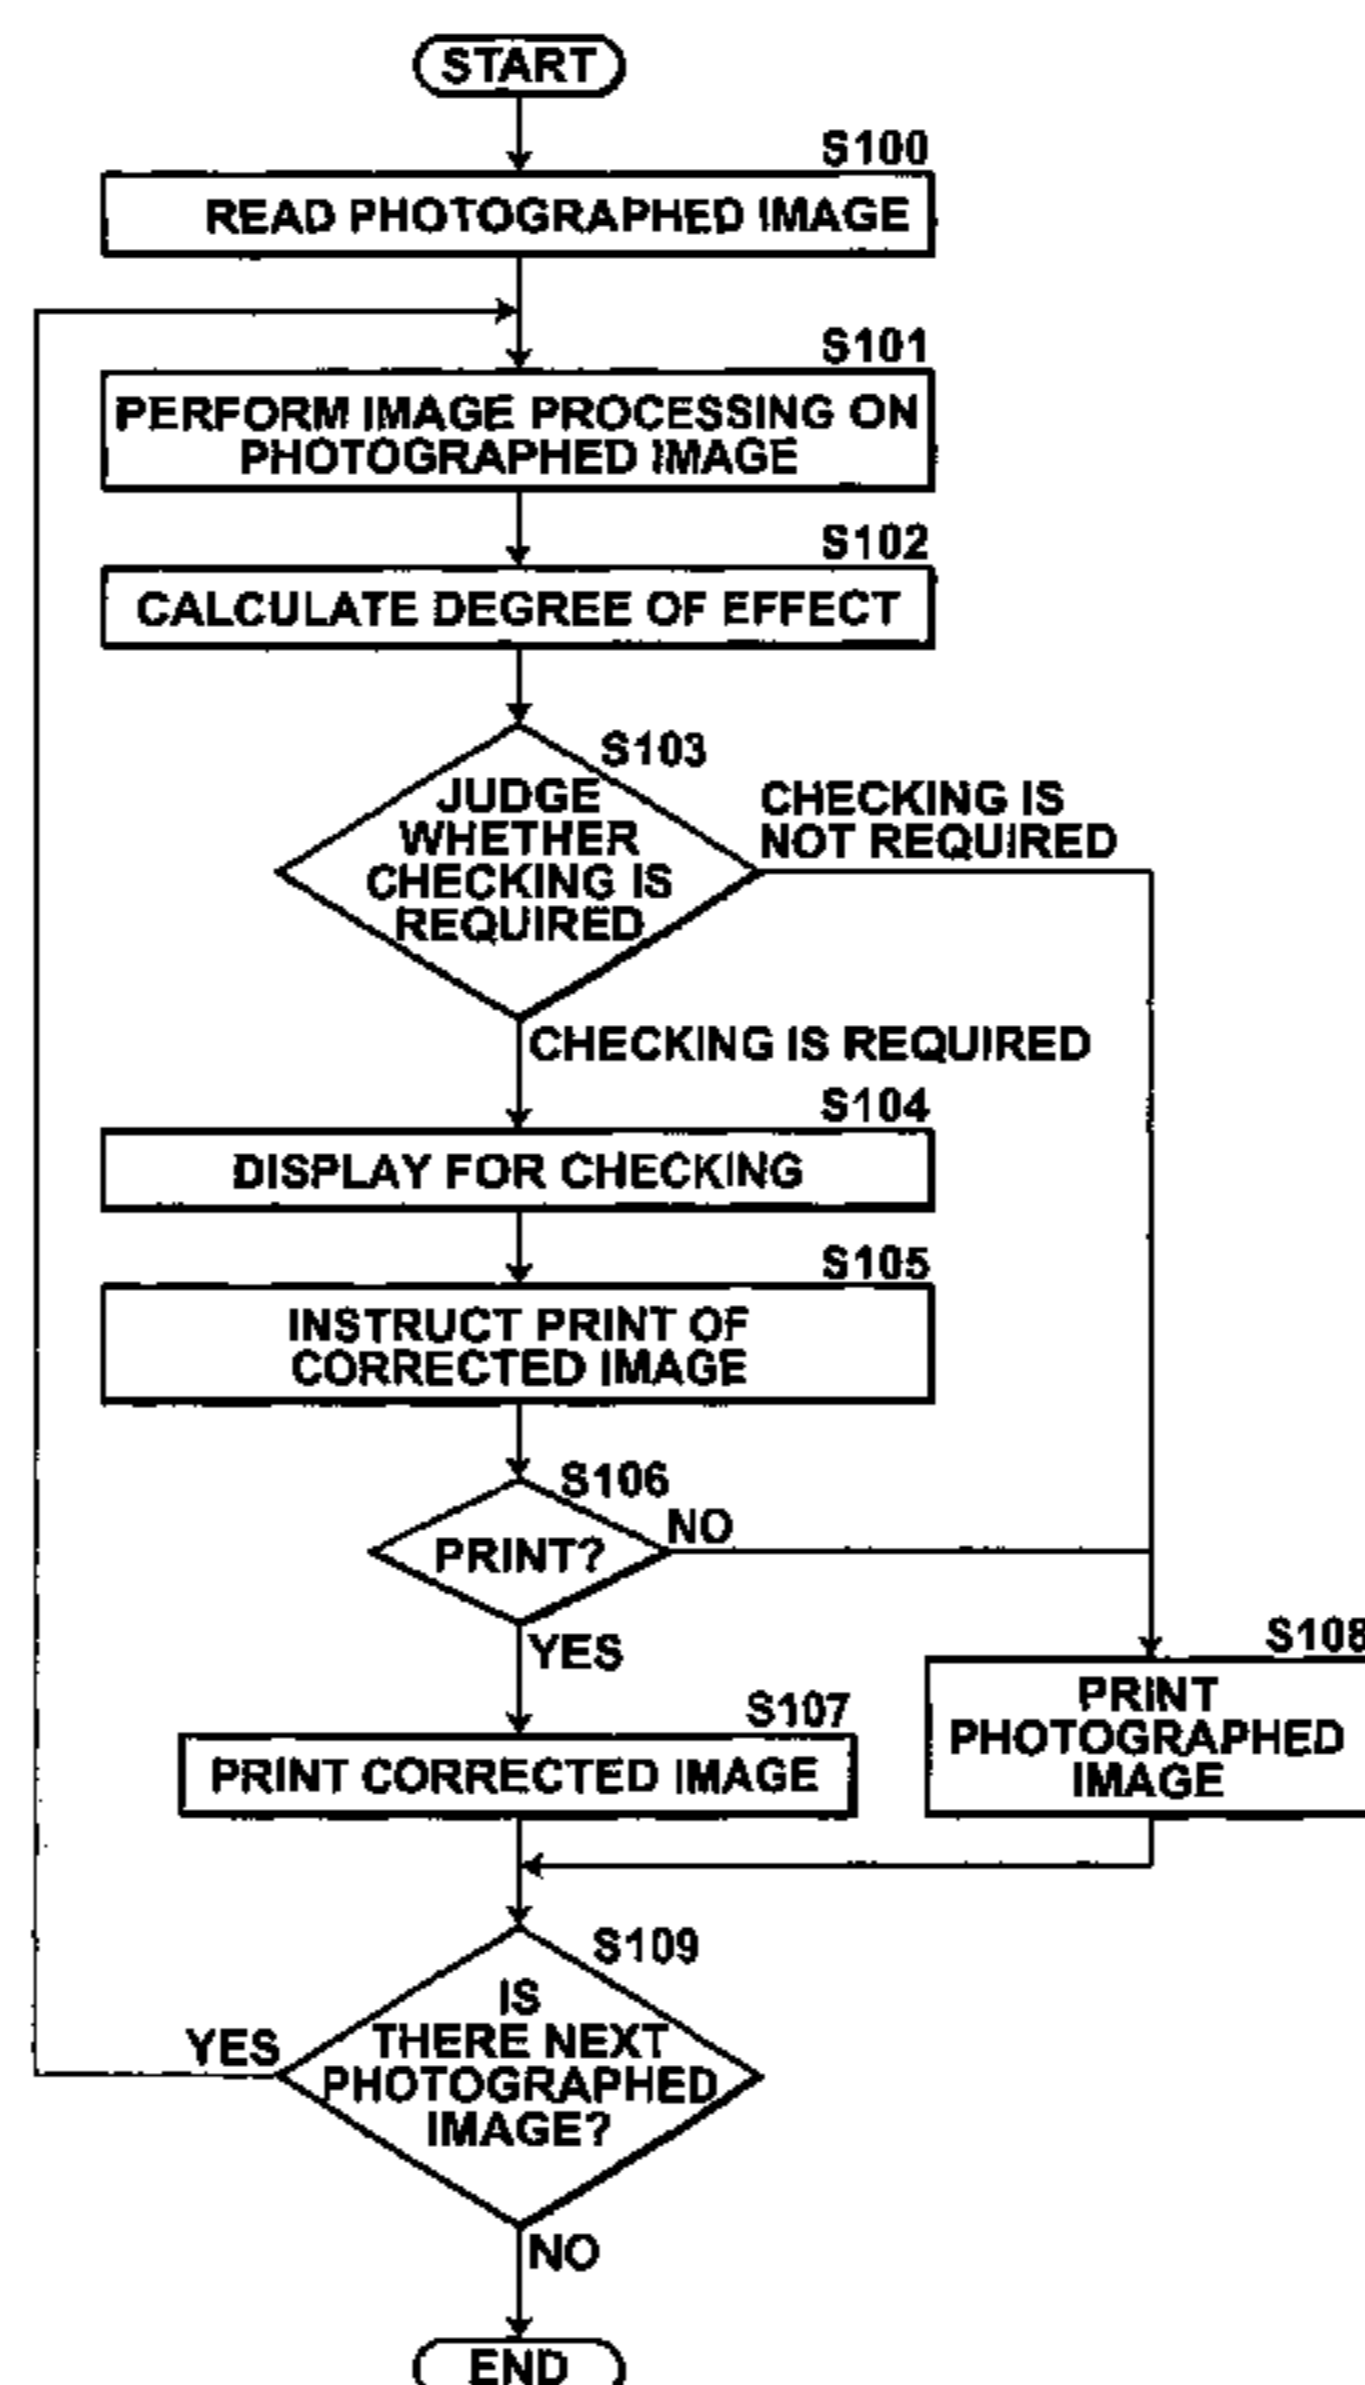 START
S100
READ PHOTOGRAPHED IMAGE
S101
PERFORM IMAGE PROCESSING ON
PHOTOGRAPHED IMAGE
S102
CALCULATE DEGREE OF EFFECT
S103
JUDGE
WHETHER
CHECKING IS
REQUIRED
CHECKING IS
NOT REQUIRED
CHECKING IS REQUIRED
S104
DISPLAY FOR CHECKING
S105
INSTRUCT PRINT OF
CORRECTED IMAGE
S106
PRINT?
NO
YES
S107
PRINT CORRECTED IMAGE
S108
PRINT
PHOTOGRAPHED
IMAGE
S109
IS
THERE NEXT
PHOTOGRAPHED
IMAGE?
YES
NO
END